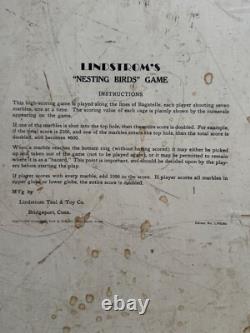 LINDSTROM'S
"NESTING BIRDS" GAME
INSTRUCTIONS
This high-scoring game is played along the lines of Bagatelle, each player shooting seven
marbles, one at a time. The scoring value of each cage is plainly shown by the numerals
appearing on the game.
If one of the marbles is shot into the top hole, then the entire score is doubled. For example,
if the total score is 2500, and one of the marbles enters the top hole, then the total score is
doubled, and becomes
When a marble reaches the bottom ring (without having scored) it may either be picked
up and taken out of the game (not to be played again), or it can be permitted to remain where
it is as a "hazard." This point is important, and should be decided upon by the play-
ers before starting the play.
If player scores with every marble, add 1000 to the score. If player scores all marbles in
upper globe or lower globe, the entire score is doubled.
M'f'g by
Lindstrom Tool & Toy Co.
Bridgeport, Conn.